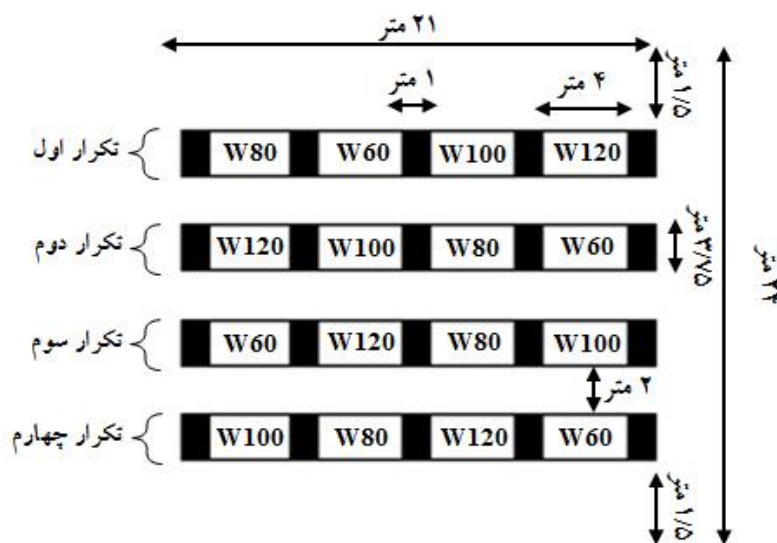 ۲۱ متر
۱/۵ متر
۱ متر
۴ متر
تکرار اول
W80 W60 W100 W120
تکرار دوم
W120 W100 W80 W60
۳/۷۵ متر
۲۴ متر
تکرار سوم
W60 W120 W80 W100
۲ متر
تکرار چهارم
W100 W80 W120 W60
۱/۵ متر